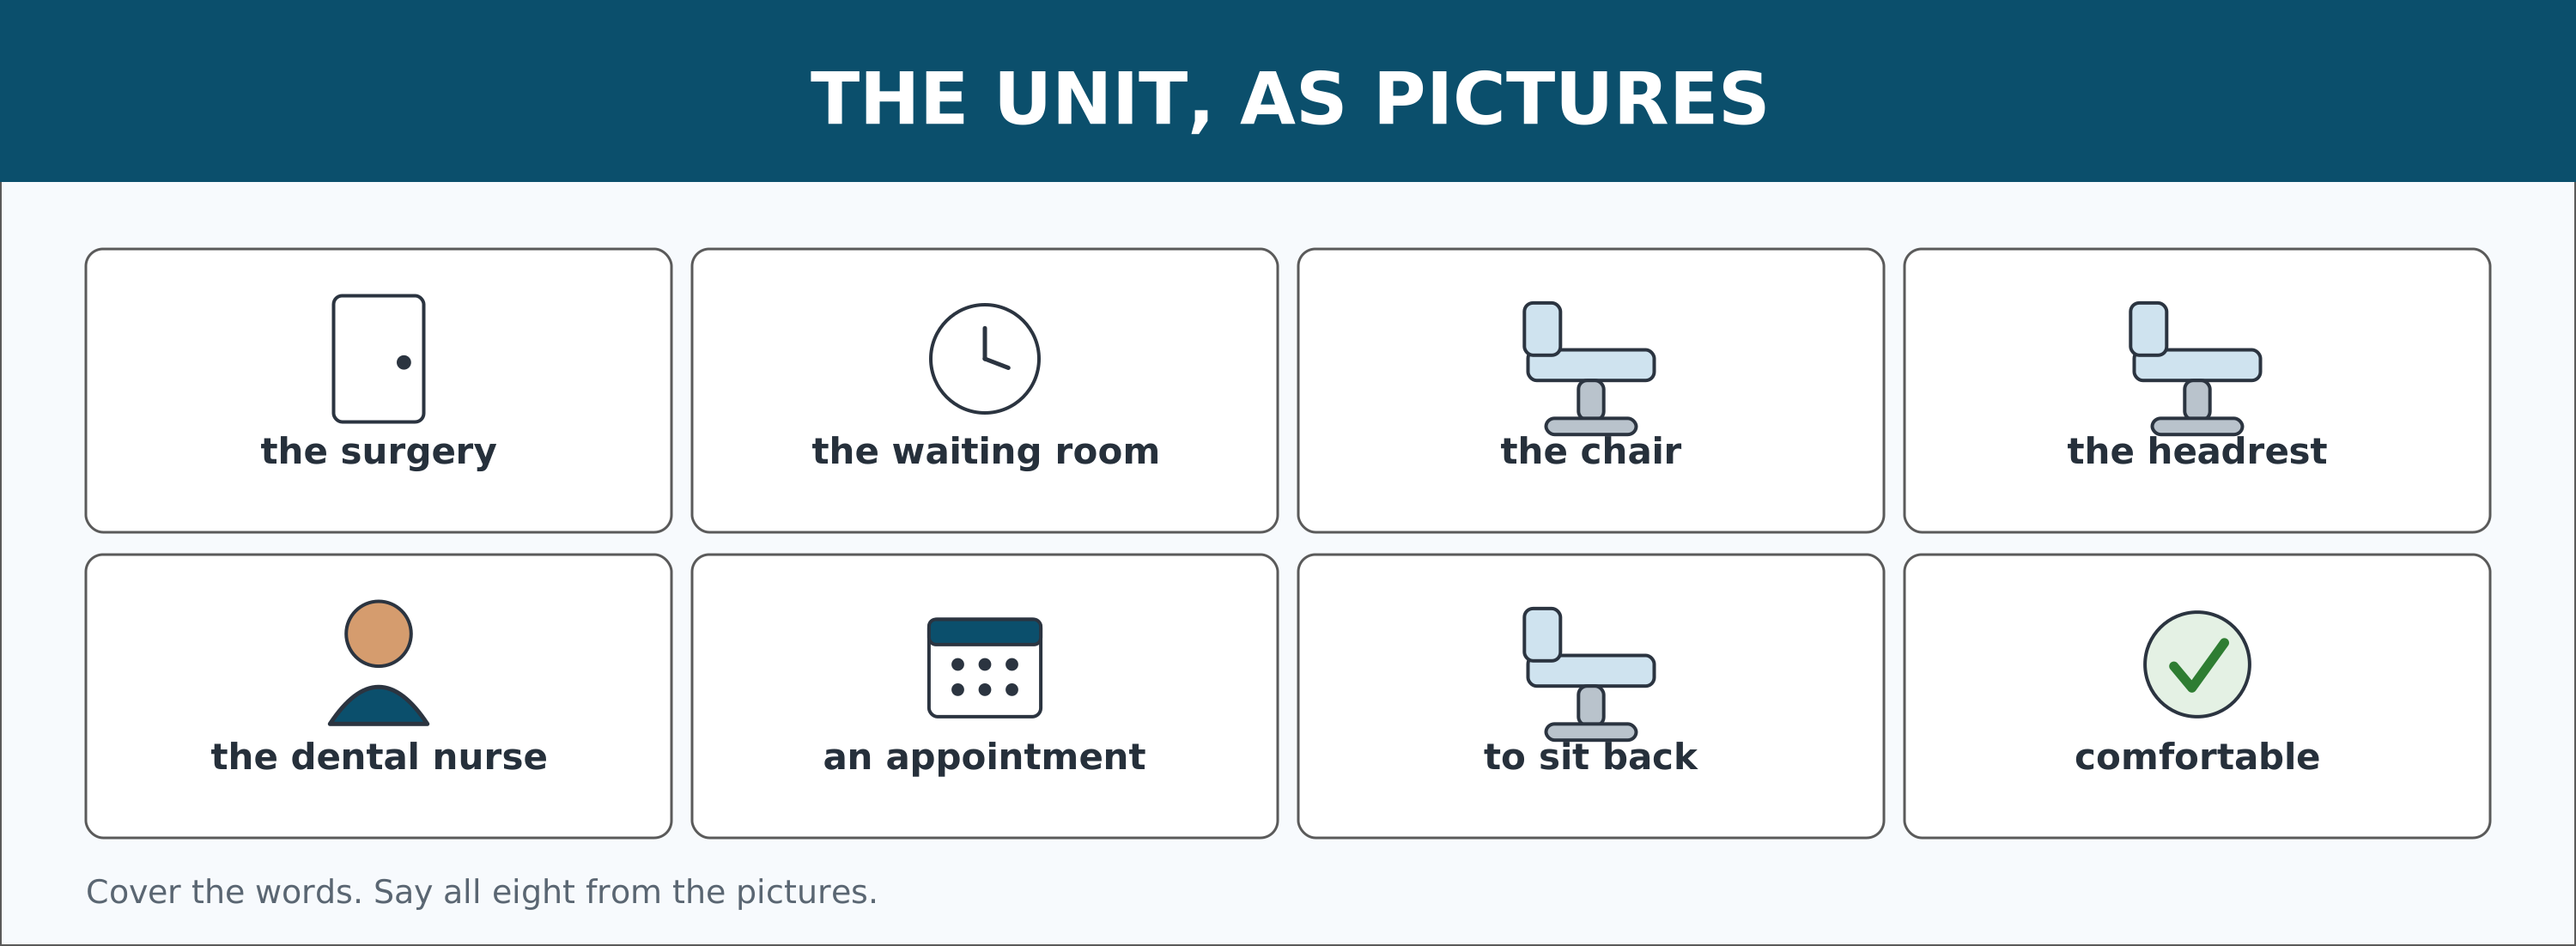 THE UNIT, AS PICTURES
the surgery
the waiting room
the chair
the headrest
the dental nurse
an appointment
to sit back
comfortable
Cover the words. Say all eight from the pictures.